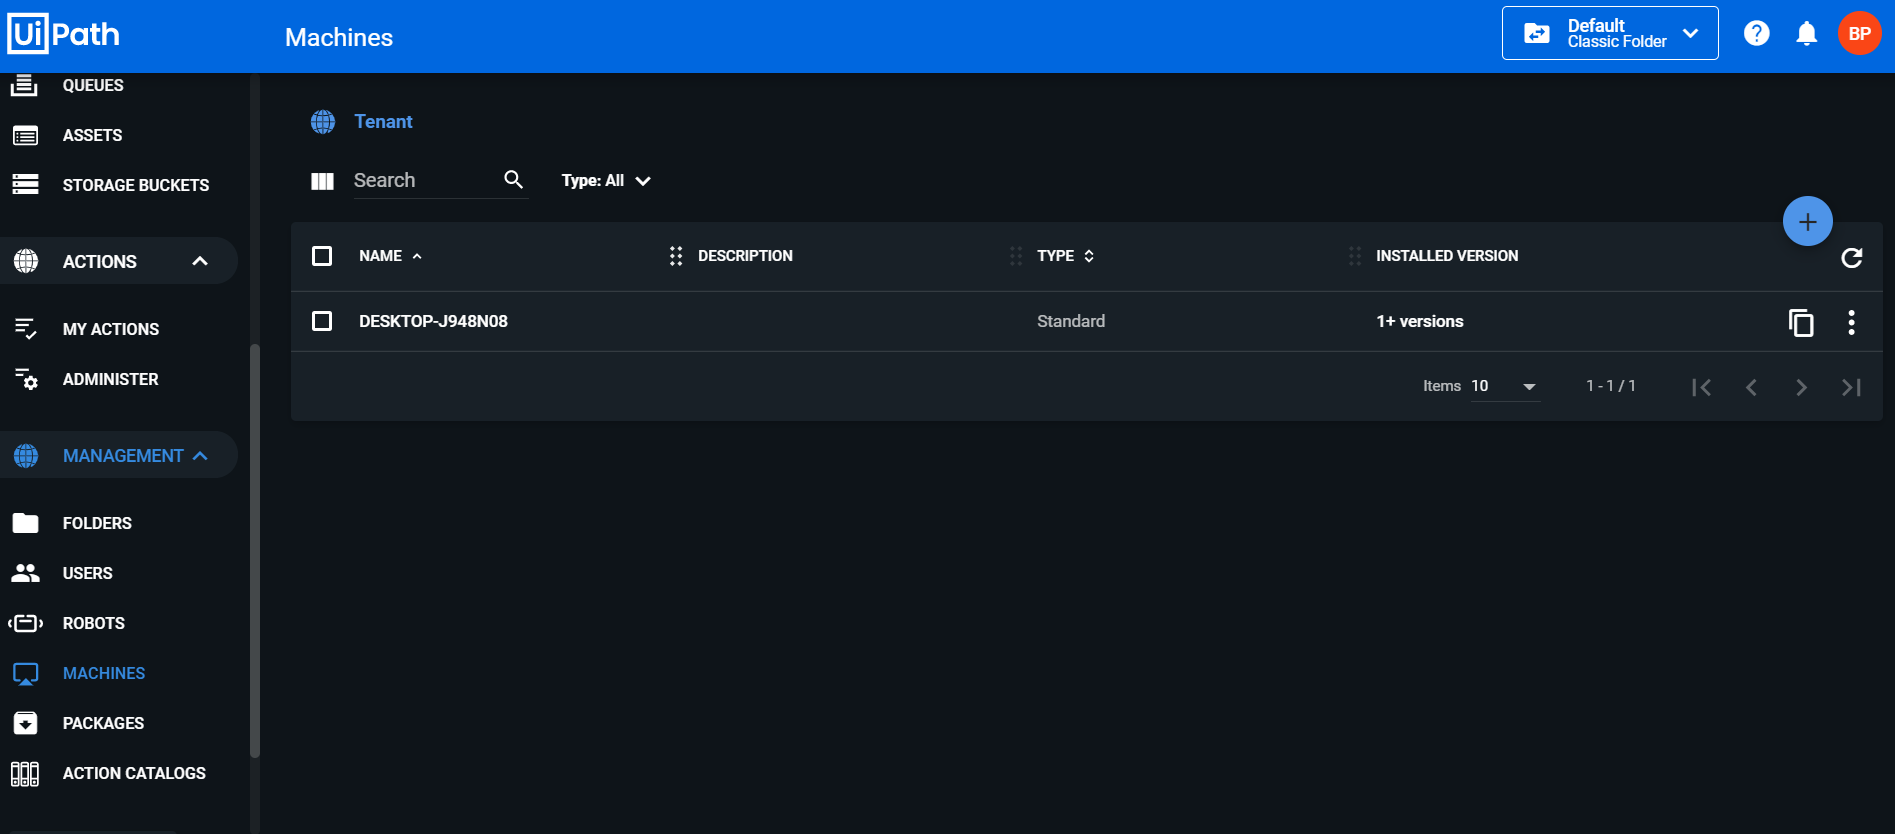 UiPath
Machines
Default
Classic Folder
?
BP
QUEUES
ASSETS
STORAGE BUCKETS
ACTIONS
MY ACTIONS
ADMINISTER
MANAGEMENT
FOLDERS
USERS
ROBOTS
MACHINES
PACKAGES
ACTION CATALOGS
Tenant
Search
Type: All
NAME DESCRIPTION TYPE INSTALLED VERSION
DESKTOP-J948N08 Standard 1+ versions
Items 10 1 - 1 / 1